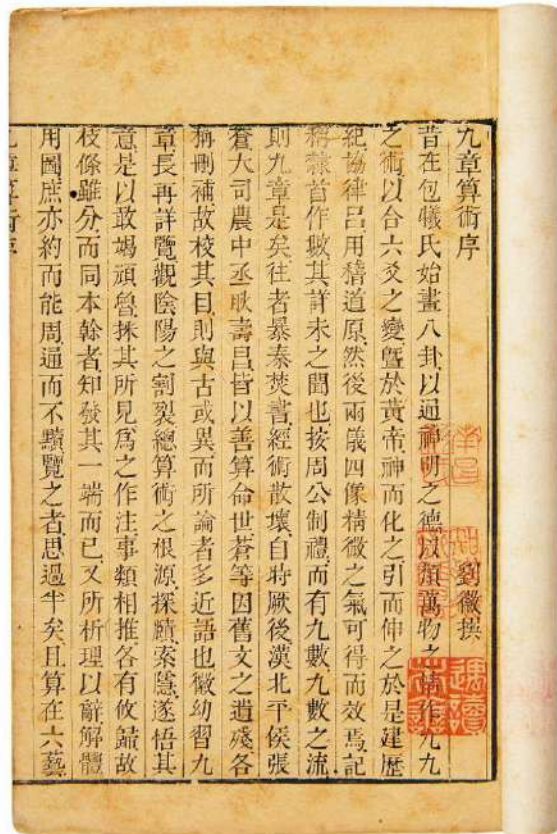 九章算術序
劉徽撰
昔在包犧氏始畫八卦以通神明之德以類萬物之情作九九
之術以合六爻之變曁於黃帝神而化之引而伸之於是建歷
紀協律呂用稽道原然後兩儀四像精微之氣可得而效焉記
稱隸首作數其詳未之聞也按周公制禮而有九數九數之流
則九章是矣往者暴秦焚書經術散壞自時厥後漢北平侯張
蒼大司農中丞耿壽昌皆以善算命世蒼等因舊文之遺殘各
稱刪補故校其目則與古或異而所論者多近語也徽幼習九
章長再詳覽觀陰陽之割裂總算術之根源探賾索隱遂悟其
意是以敢竭頑魯採其所見爲之作注事類相推各有攸歸故
枝條雖分而同本榦者知發其一端而已又所析理以辭解體
用圖庶亦約而能周通而不黷覽之者思過半矣且算在六藝
九章算術序